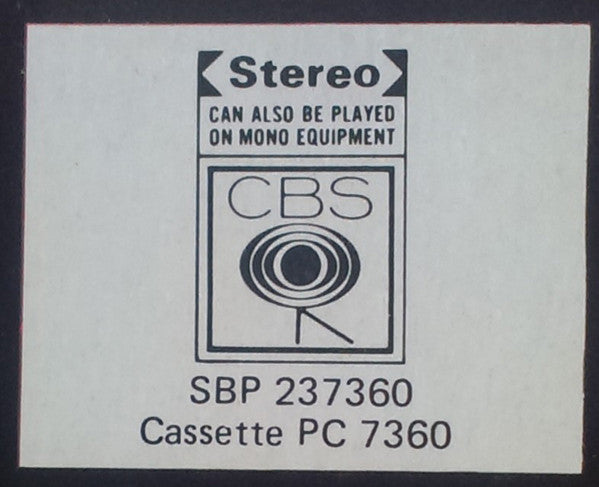 Stereo
CAN ALSO BE PLAYED
ON MONO EQUIPMENT
CBS
SBP 237360
Cassette PC 7360